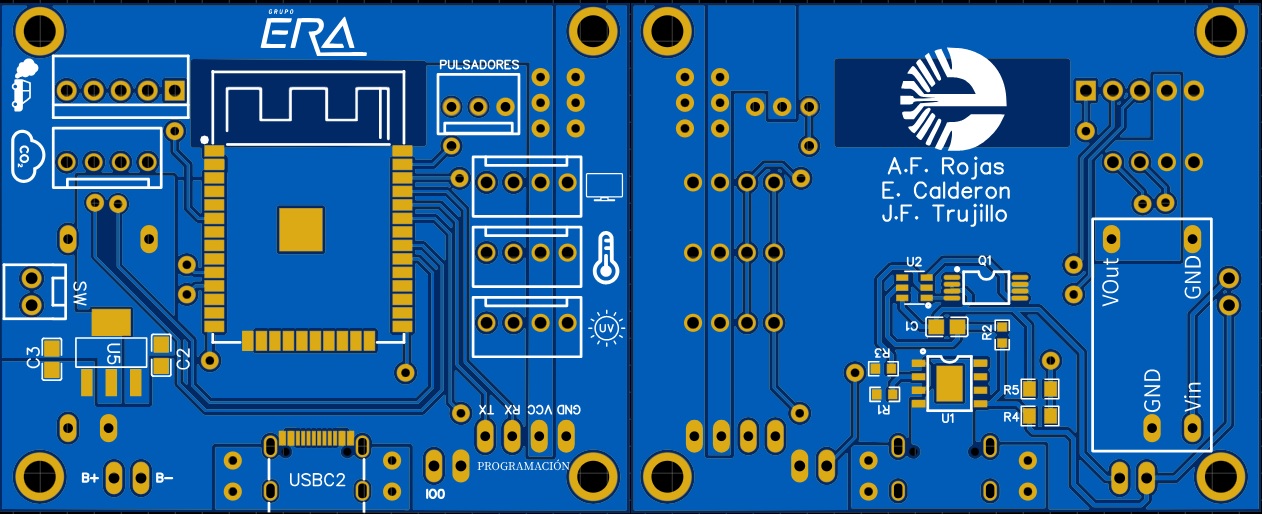 GRUPO
ERA
PULSADORES
CO₂
UV
SW
C3
U5
C2
TX RX VCC GND
PROGRAMACIÓN
B+ B-
USBC2
IO0
e
A.F. Rojas
E. Calderon
J.F. Trujillo
U2
Q1
VOut
GND
C1
R2
R3
R1
U1
R5
R4
GND
Vin